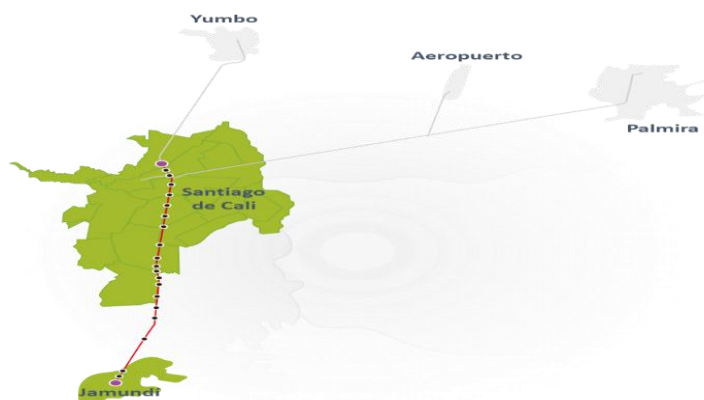 Yumbo
Aeropuerto
Palmira
Santiago
de Cali
Jamundí